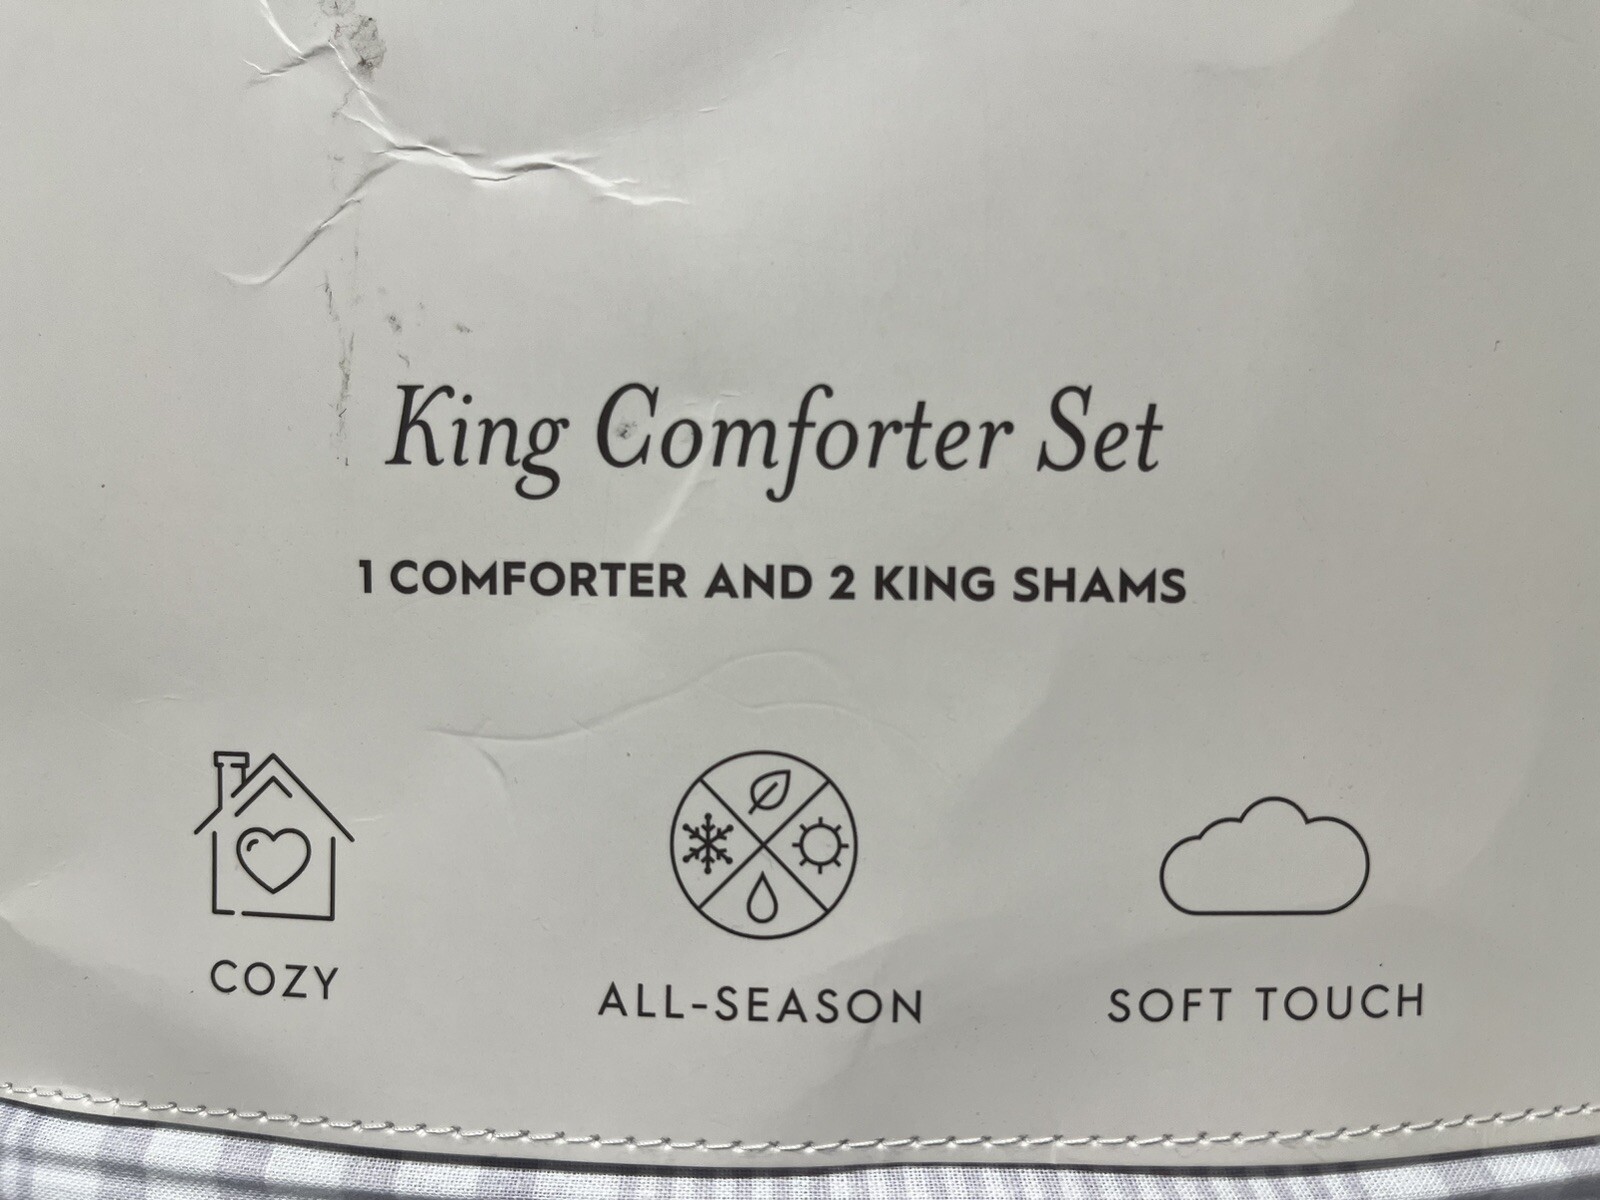 King Comforter Set
1 COMFORTER AND 2 KING SHAMS
COZY
ALL-SEASON
SOFT TOUCH